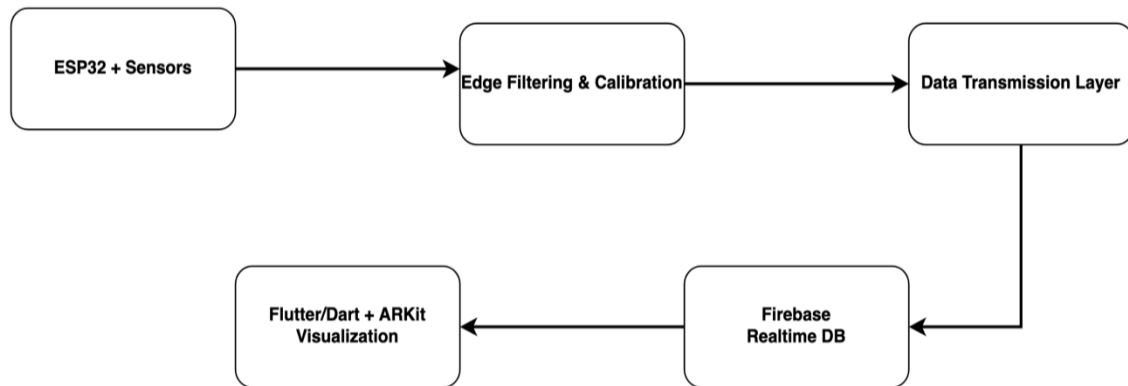 ESP32 + Sensors
Edge Filtering & Calibration
Data Transmission Layer
Firebase
Realtime DB
Flutter/Dart + ARKit
Visualization